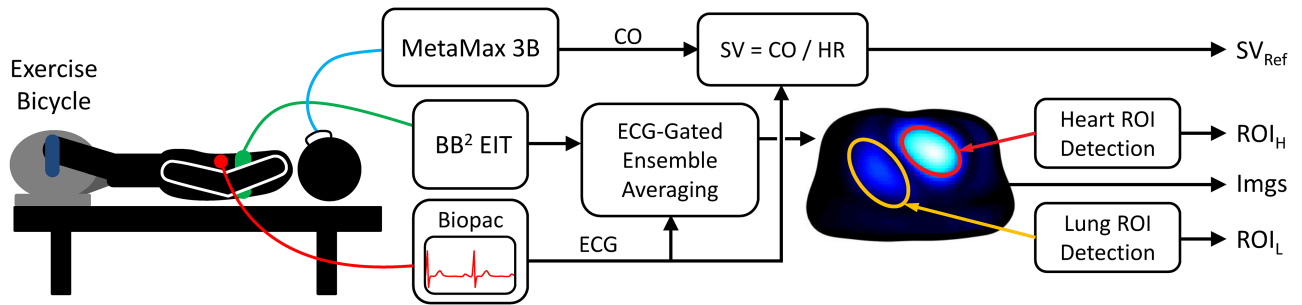 Exercise
Bicycle
MetaMax 3B
CO
SV = CO / HR
SV_Ref
BB² EIT
ECG-Gated
Ensemble
Averaging
Heart ROI
Detection
ROI_H
Imgs
Biopac
ECG
Lung ROI
Detection
ROI_L